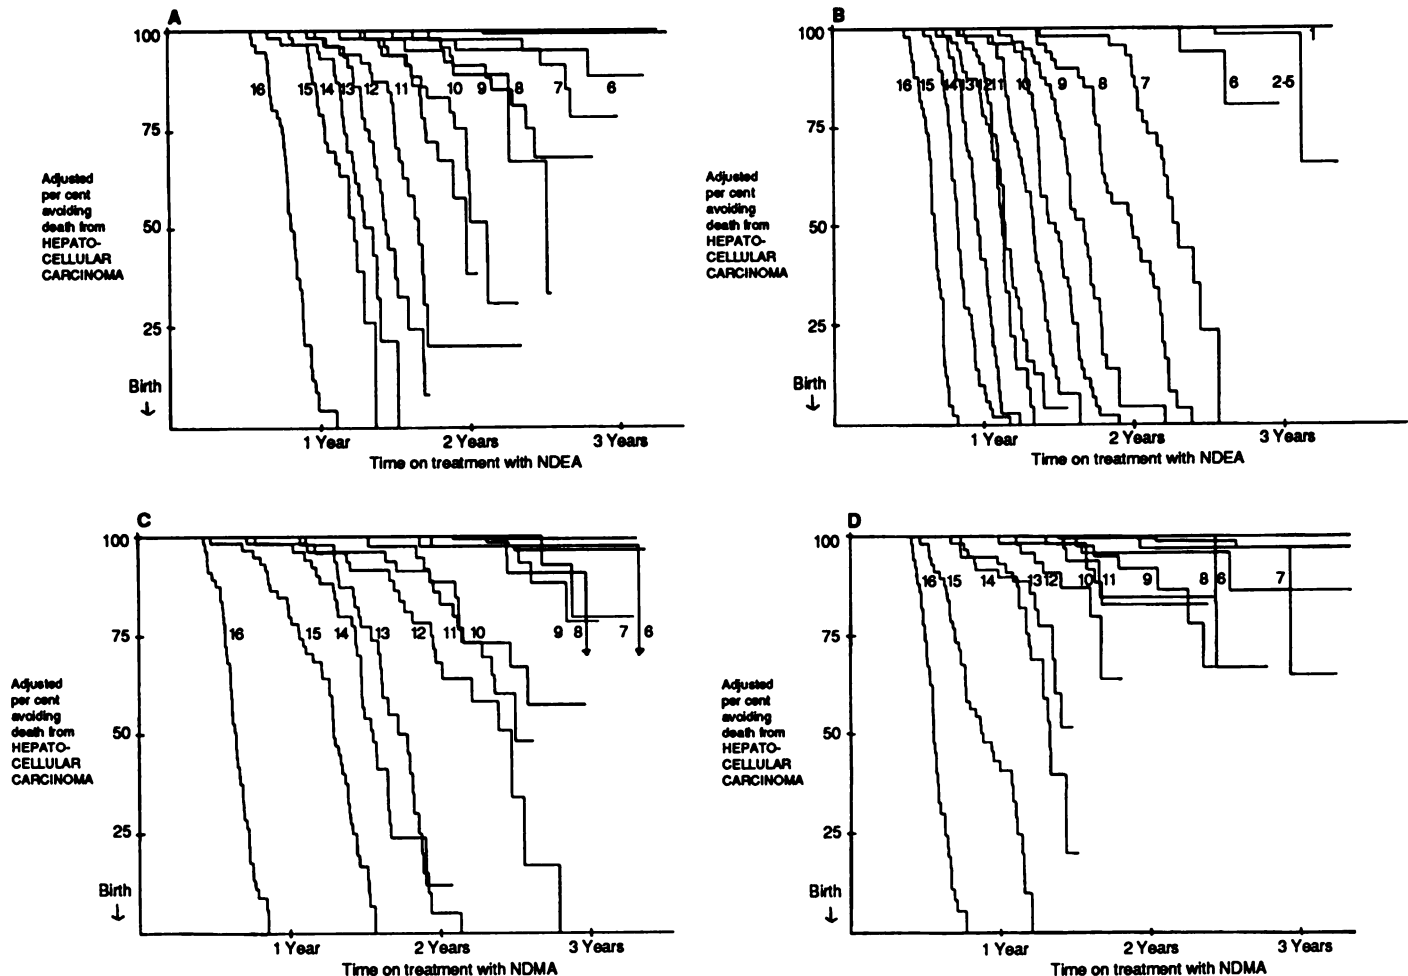 A
100
16 15 14 13 12 11 10 9 8 7 6
75
Adjusted
per cent
avoiding
death from
HEPATO-
CELLULAR
CARCINOMA
50
25
Birth
↓
1 Year 2 Years 3 Years
Time on treatment with NDEA
B
100
1
16 15 14 13 12 11 10 9 8 7 6 2-5
75
Adjusted
per cent
avoiding
death from
HEPATO-
CELLULAR
CARCINOMA
50
25
Birth
↓
1 Year 2 Years 3 Years
Time on treatment with NDEA
C
100
75
16 15 14 13 12 11 10 9 8 7 6
Adjusted
per cent
avoiding
death from
HEPATO-
CELLULAR
CARCINOMA
50
25
Birth
↓
1 Year 2 Years 3 Years
Time on treatment with NDMA
D
100
16 15 14 13 12 10 11 9 8 6 7
75
Adjusted
per cent
avoiding
death from
HEPATO-
CELLULAR
CARCINOMA
50
25
Birth
↓
1 Year 2 Years 3 Years
Time on treatment with NDMA